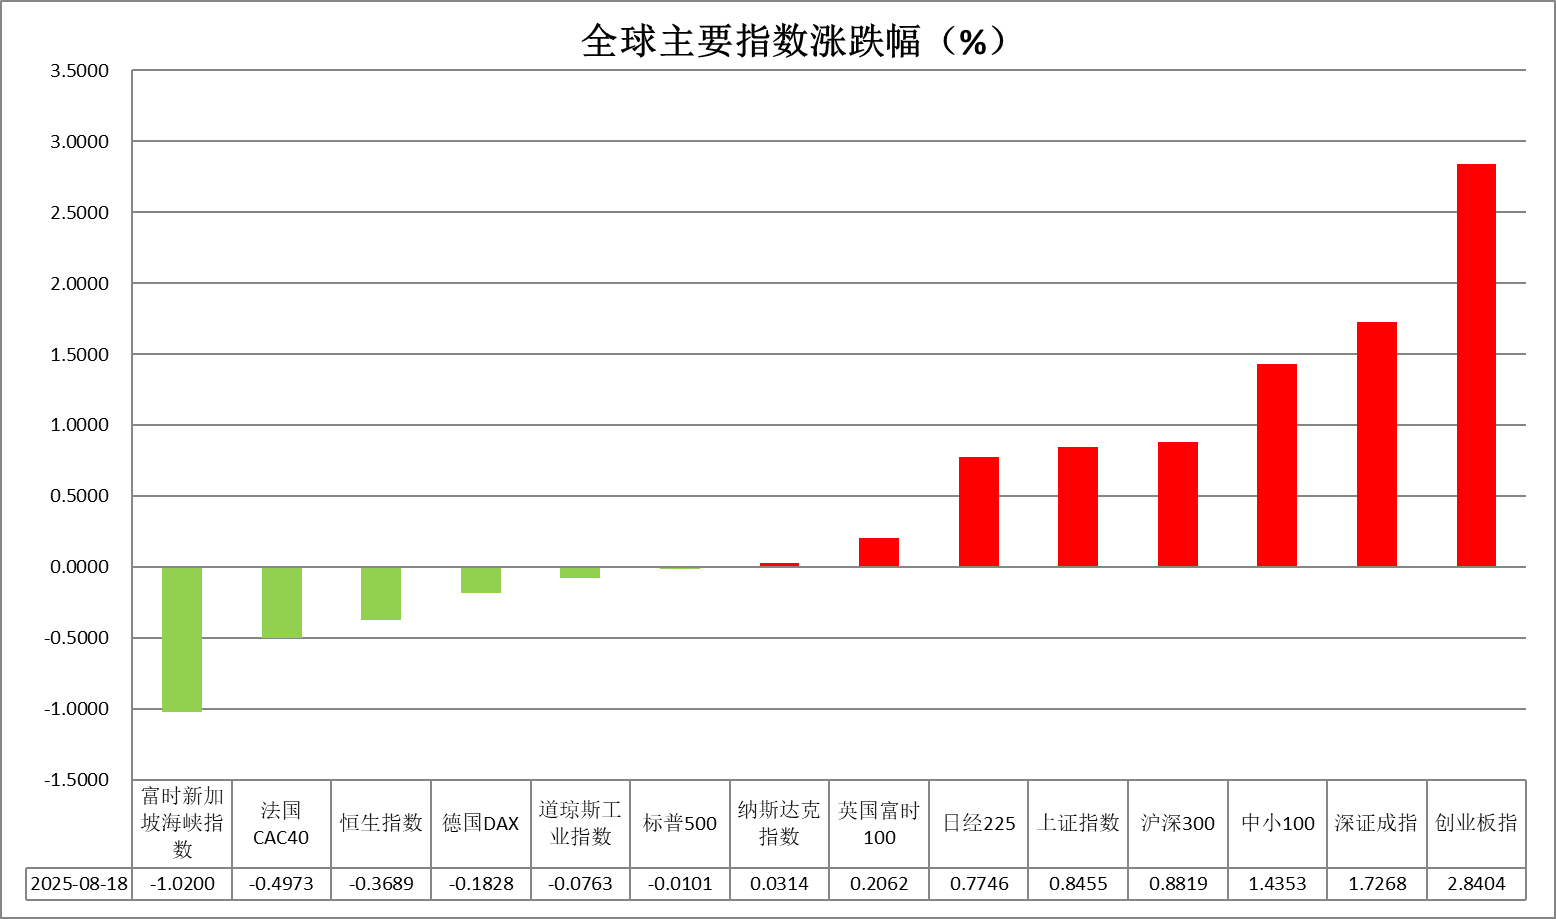 全球主要指数涨跌幅（%）
3.5000
3.0000
2.5000
2.0000
1.5000
1.0000
0.5000
0.0000
-0.5000
-1.0000
-1.5000
富时新加
坡海峡指
数
法国
CAC40
恒生指数
德国DAX
道琼斯工
业指数
标普500
纳斯达克
指数
英国富时
100
日经225
上证指数
沪深300
中小100
深证成指
创业板指
2025-08-18 -1.0200 -0.4973 -0.3689 -0.1828 -0.0763 -0.0101 0.0314 0.2062 0.7746 0.8455 0.8819 1.4353 1.7268 2.8404